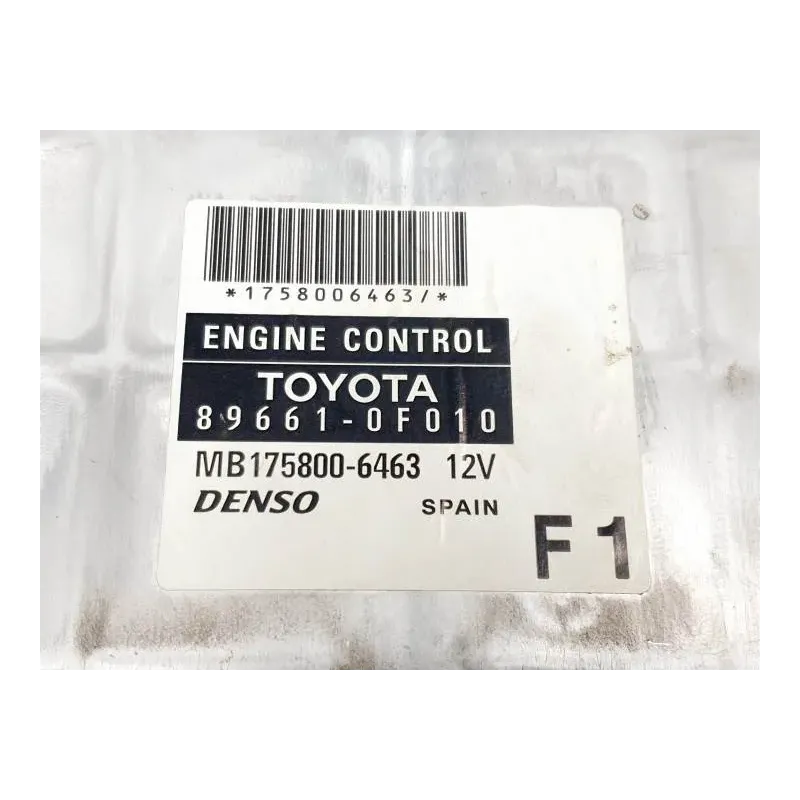 *1758006463/*
ENGINE CONTROL
TOYOTA
89661-0F010
MB175800-6463 12V
DENSO SPAIN
F1